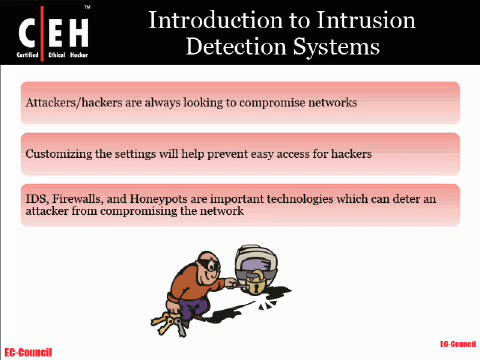 C|EH
™
Certified Ethical Hacker
Introduction to Intrusion
Detection Systems
Attackers/hackers are always looking to compromise networks
Customizing the settings will help prevent easy access for hackers
IDS, Firewalls, and Honeypots are important technologies which can deter an
attacker from compromising the network
EC-Council
EC-Council